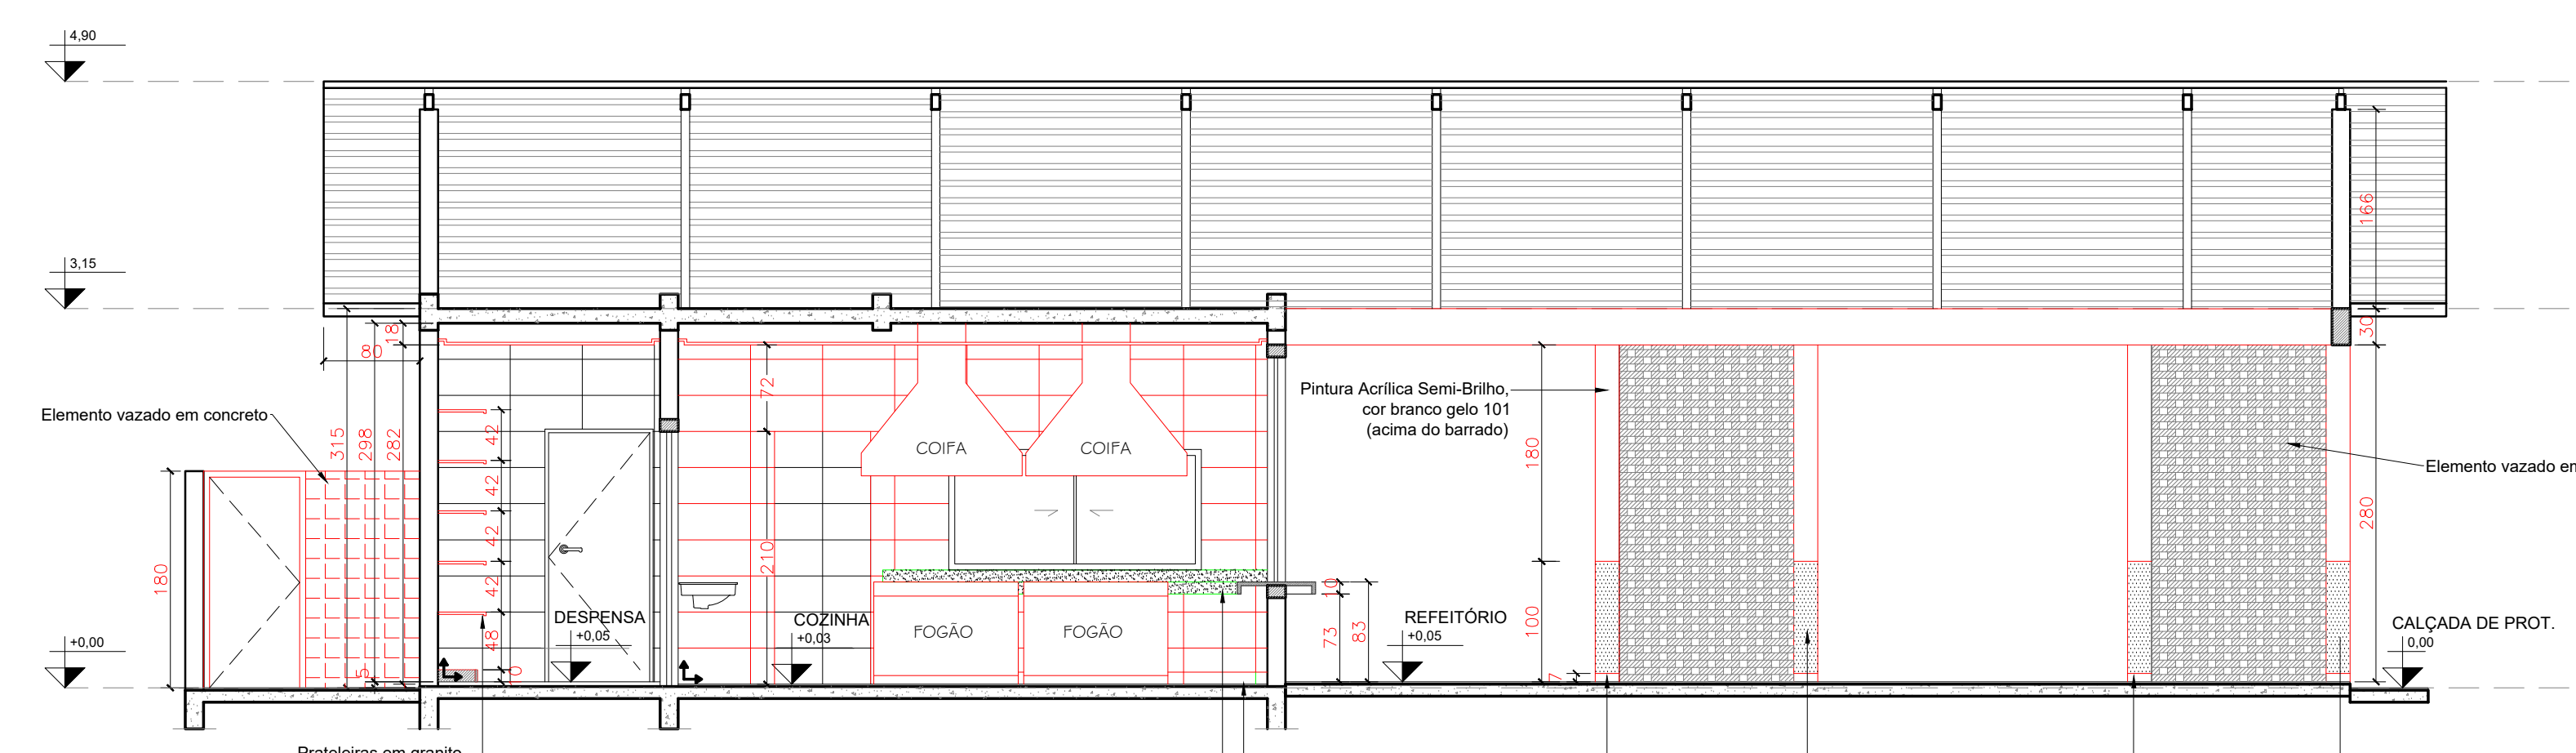 4,90
3,15
166
30
18
80
72
Pintura Acrílica Semi-Brilho,
cor branco gelo 101
(acima do barrado)
Elemento vazado em concreto
315
298
282
42
42
42
42
48
COIFA
COIFA
180
280
Elemento vazado em
180
210
10
73
83
100
7
DESPENSA
+0,05
COZINHA
+0,03
FOGÃO
FOGÃO
REFEITÓRIO
+0,05
CALÇADA DE PROT.
0,00
+0,00
5
Prateleiras em granito